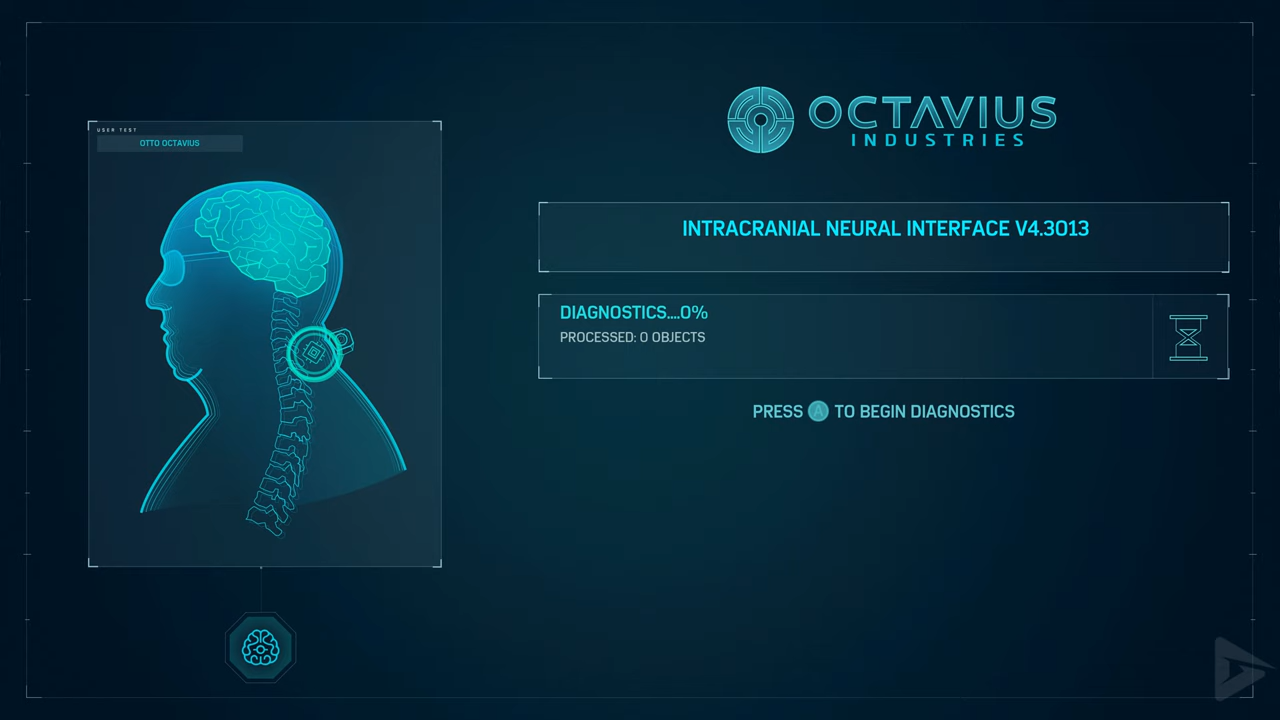 USER TEST
OTTO OCTAVIUS
OCTAVIUS
INDUSTRIES
INTRACRANIAL NEURAL INTERFACE V4.3013
DIAGNOSTICS....0%
PROCESSED: 0 OBJECTS
PRESS A TO BEGIN DIAGNOSTICS